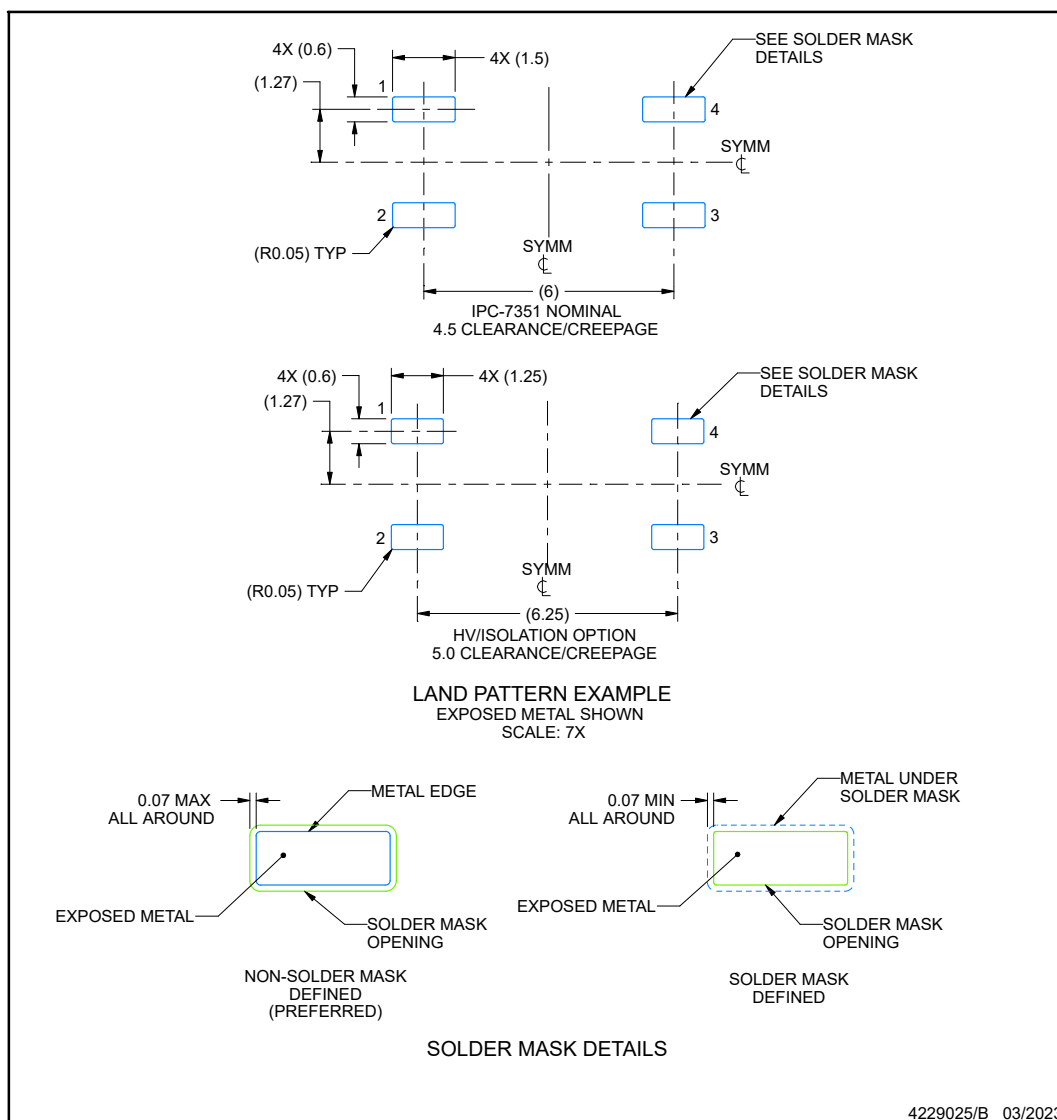 4X (0.6)
4X (1.5)
SEE SOLDER MASK
DETAILS
(1.27)
1
4
SYMM
℄
2
3
(R0.05) TYP
SYMM
℄
(6)
IPC-7351 NOMINAL
4.5 CLEARANCE/CREEPAGE
4X (0.6)
4X (1.25)
SEE SOLDER MASK
DETAILS
(1.27)
1
4
SYMM
℄
2
3
(R0.05) TYP
SYMM
℄
(6.25)
HV/ISOLATION OPTION
5.0 CLEARANCE/CREEPAGE
LAND PATTERN EXAMPLE
EXPOSED METAL SHOWN
SCALE: 7X
0.07 MAX
ALL AROUND
METAL EDGE
EXPOSED METAL
SOLDER MASK
OPENING
NON-SOLDER MASK
DEFINED
(PREFERRED)
0.07 MIN
ALL AROUND
METAL UNDER
SOLDER MASK
EXPOSED METAL
SOLDER MASK
OPENING
SOLDER MASK
DEFINED
SOLDER MASK DETAILS
4229025/B 03/2023